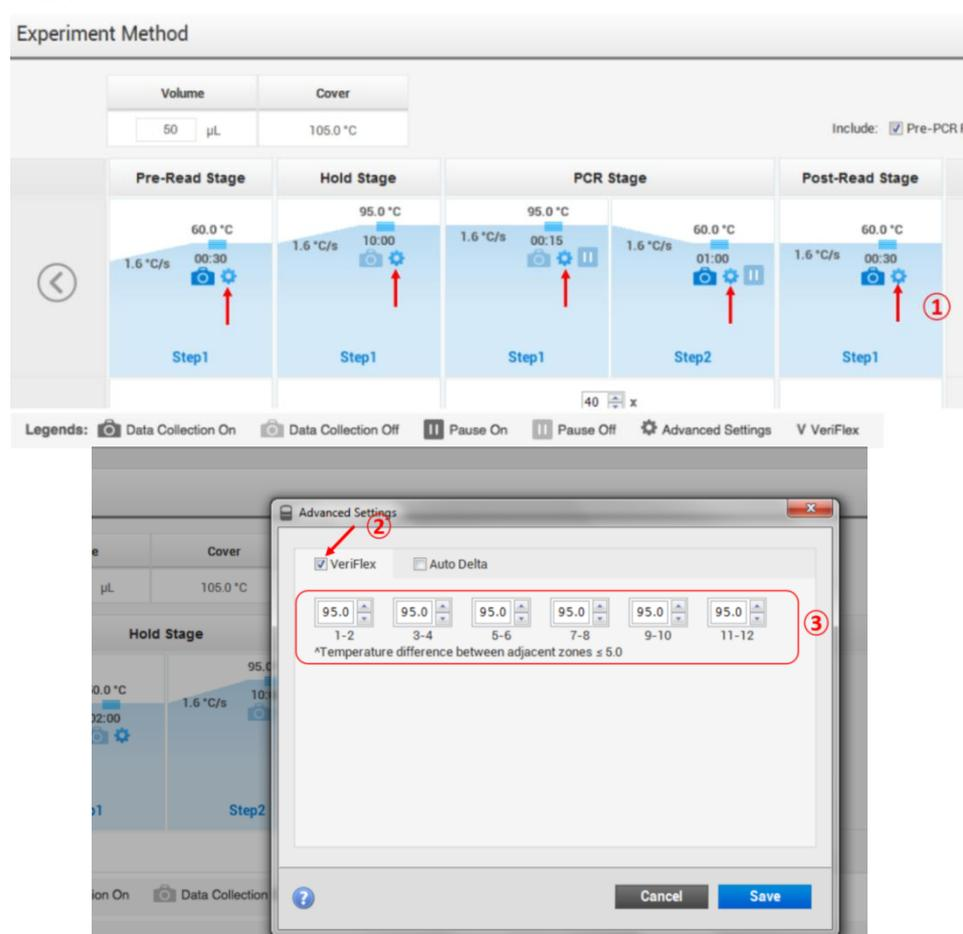 Experiment Method
Volume Cover
50 µL 105.0 °C
Include: Pre-PCR
Pre-Read Stage Hold Stage PCR Stage Post-Read Stage
60.0 °C 95.0 °C 95.0 °C 60.0 °C 60.0 °C
1.6 °C/s 00:30 1.6 °C/s 10:00 1.6 °C/s 00:15 1.6 °C/s 01:00 1.6 °C/s 00:30
①
Step1 Step1 Step1 Step2 Step1
40 x
Legends: Data Collection On Data Collection Off Pause On Pause Off Advanced Settings V VeriFlex
Advanced Settings
②
Cover
VeriFlex Auto Delta
µL 105.0 °C
95.0 95.0 95.0 95.0 95.0 95.0
③
1-2 3-4 5-6 7-8 9-10 11-12
Hold Stage
^Temperature difference between adjacent zones ≤ 5.0
0.0 °C 1.6 °C/s
02:00
Step2
Data Collection
Cancel Save